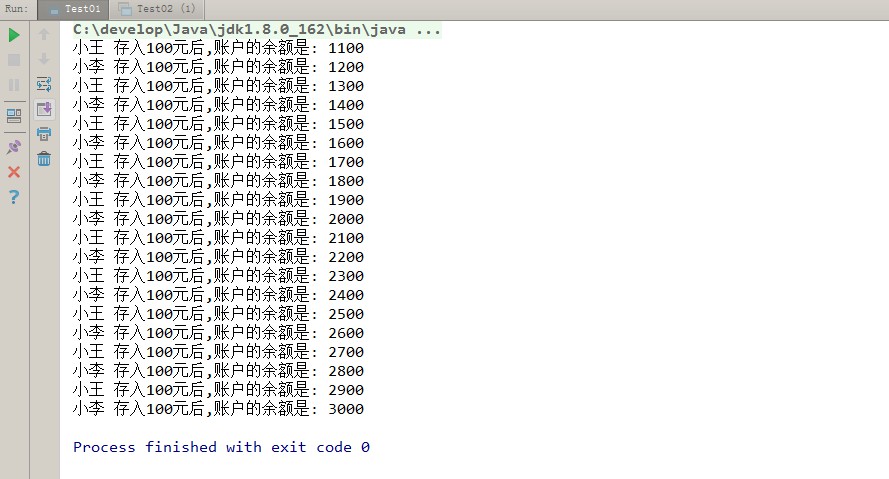 Run: Test01 Test02 (1)
C:\develop\Java\jdk1.8.0_162\bin\java ...
小王 存入100元后,账户的余额是: 1100
小李 存入100元后,账户的余额是: 1200
小王 存入100元后,账户的余额是: 1300
小李 存入100元后,账户的余额是: 1400
小王 存入100元后,账户的余额是: 1500
小李 存入100元后,账户的余额是: 1600
小王 存入100元后,账户的余额是: 1700
小李 存入100元后,账户的余额是: 1800
小王 存入100元后,账户的余额是: 1900
小李 存入100元后,账户的余额是: 2000
小王 存入100元后,账户的余额是: 2100
小李 存入100元后,账户的余额是: 2200
小王 存入100元后,账户的余额是: 2300
小李 存入100元后,账户的余额是: 2400
小王 存入100元后,账户的余额是: 2500
小李 存入100元后,账户的余额是: 2600
小王 存入100元后,账户的余额是: 2700
小李 存入100元后,账户的余额是: 2800
小王 存入100元后,账户的余额是: 2900
小李 存入100元后,账户的余额是: 3000
Process finished with exit code 0